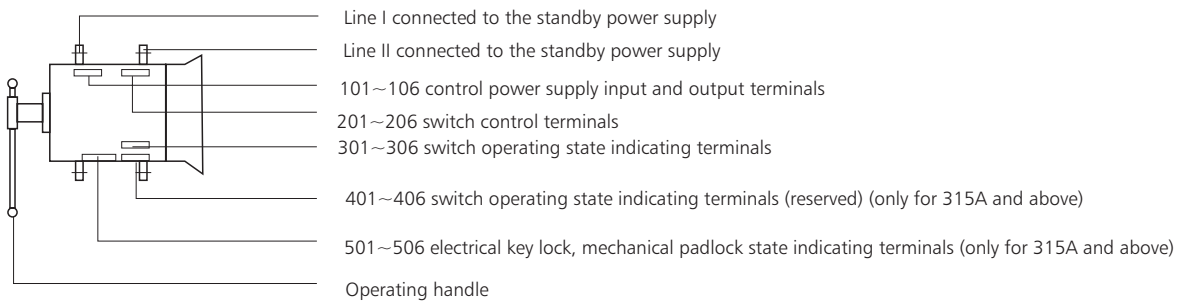 Line I connected to the standby power supply
Line II connected to the standby power supply
101~106 control power supply input and output terminals
201~206 switch control terminals
301~306 switch operating state indicating terminals
401~406 switch operating state indicating terminals (reserved) (only for 315A and above)
501~506 electrical key lock, mechanical padlock state indicating terminals (only for 315A and above)
Operating handle